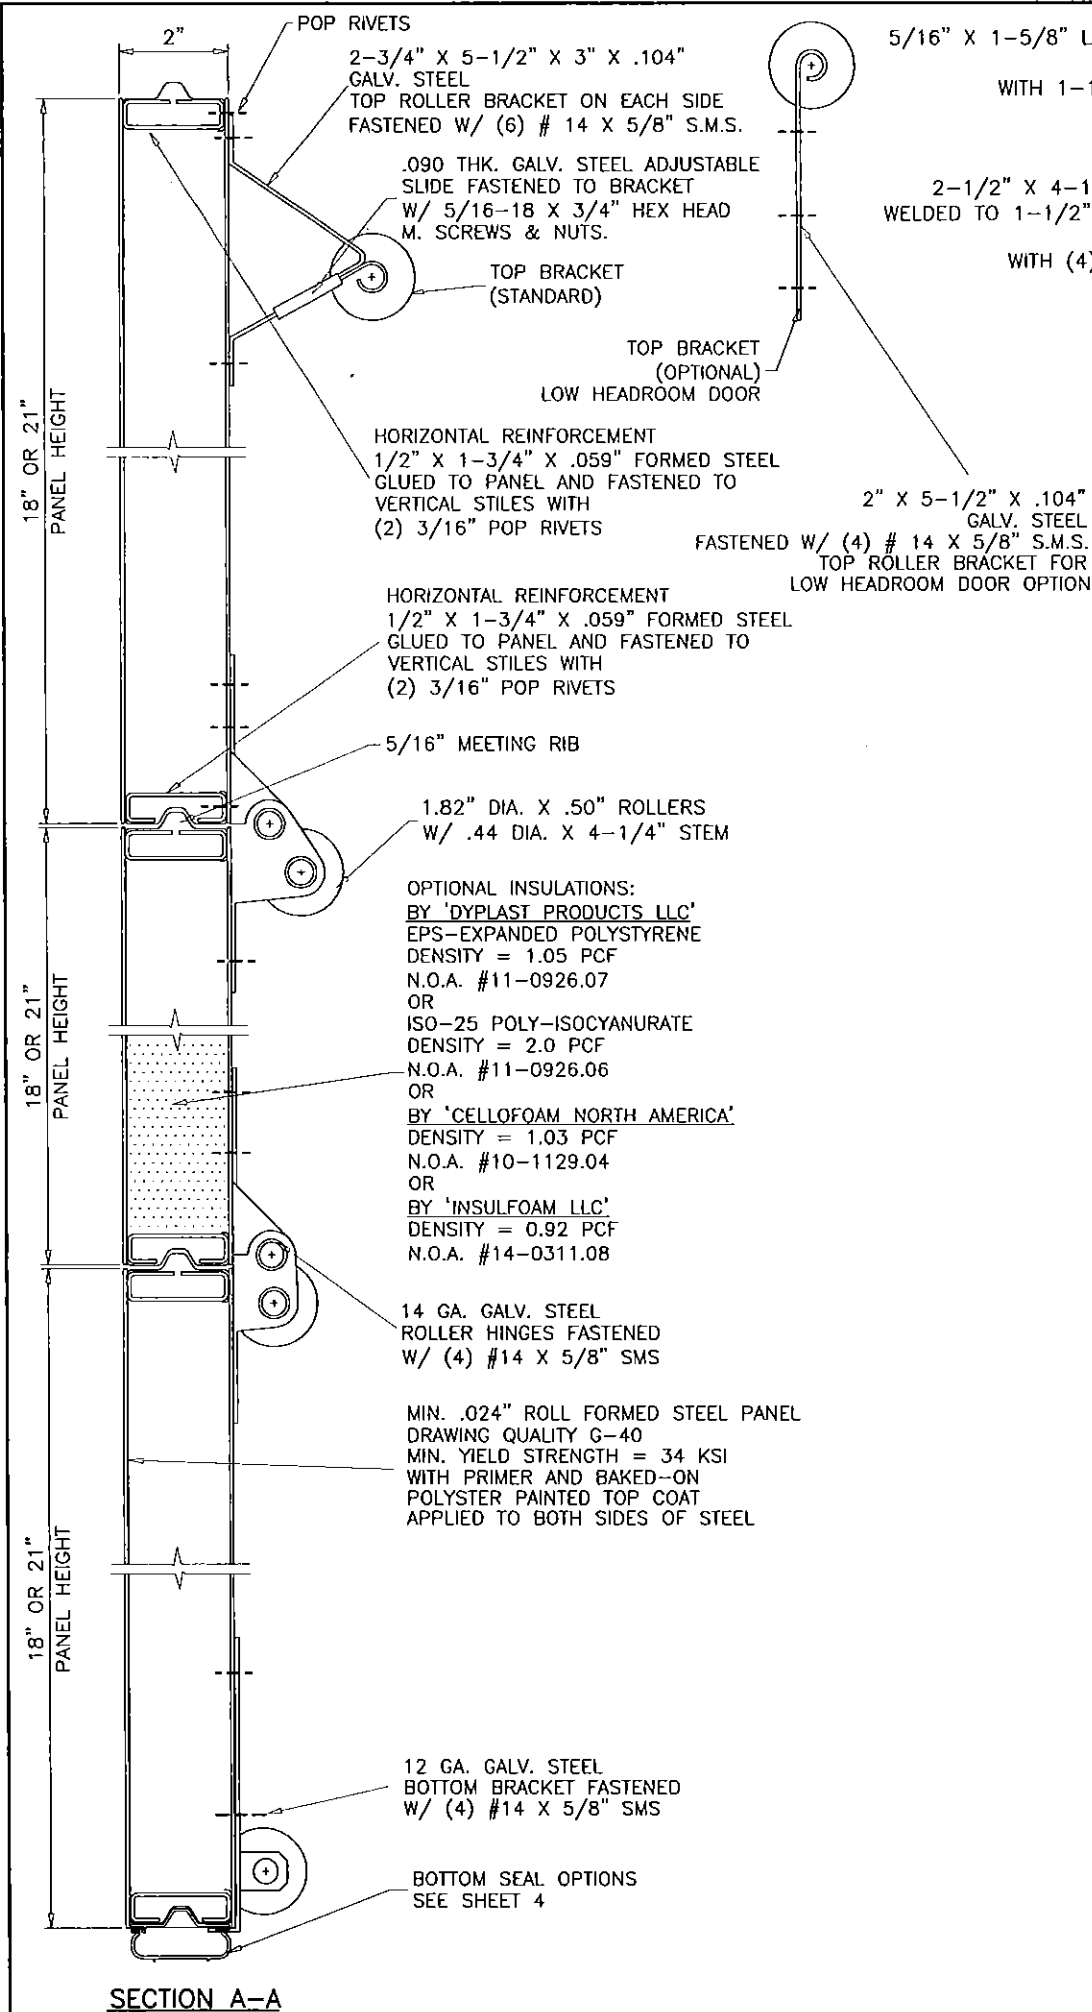 POP RIVETS
2"
2-3/4" X 5-1/2" X 3" X .104"
GALV. STEEL
TOP ROLLER BRACKET ON EACH SIDE
FASTENED W/ (6) # 14 X 5/8" S.M.S.
.090 THK. GALV. STEEL ADJUSTABLE
SLIDE FASTENED TO BRACKET
W/ 5/16-18 X 3/4" HEX HEAD
M. SCREWS & NUTS.
TOP BRACKET
(STANDARD)
5/16" X 1-5/8" L
WITH 1-1
2-1/2" X 4-1
WELDED TO 1-1/2"
WITH (4)
TOP BRACKET
(OPTIONAL)
LOW HEADROOM DOOR
18" OR 21"
PANEL HEIGHT
HORIZONTAL REINFORCEMENT
1/2" X 1-3/4" X .059" FORMED STEEL
GLUED TO PANEL AND FASTENED TO
VERTICAL STILES WITH
(2) 3/16" POP RIVETS
2" X 5-1/2" X .104"
GALV. STEEL
FASTENED W/ (4) # 14 X 5/8" S.M.S.
TOP ROLLER BRACKET FOR
LOW HEADROOM DOOR OPTION
HORIZONTAL REINFORCEMENT
1/2" X 1-3/4" X .059" FORMED STEEL
GLUED TO PANEL AND FASTENED TO
VERTICAL STILES WITH
(2) 3/16" POP RIVETS
5/16" MEETING RIB
1.82" DIA. X .50" ROLLERS
W/ .44 DIA. X 4-1/4" STEM
18" OR 21"
PANEL HEIGHT
OPTIONAL INSULATIONS:
BY 'DYPLAST PRODUCTS LLC'
EPS-EXPANDED POLYSTYRENE
DENSITY = 1.05 PCF
N.O.A. #11-0926.07
OR
ISO-25 POLY-ISOCYANURATE
DENSITY = 2.0 PCF
N.O.A. #11-0926.06
OR
BY 'CELLOFOAM NORTH AMERICA'
DENSITY = 1.03 PCF
N.O.A. #10-1129.04
OR
BY 'INSULFOAM LLC'
DENSITY = 0.92 PCF
N.O.A. #14-0311.08
14 GA. GALV. STEEL
ROLLER HINGES FASTENED
W/ (4) #14 X 5/8" SMS
MIN. .024" ROLL FORMED STEEL PANEL
DRAWING QUALITY G-40
MIN. YIELD STRENGTH = 34 KSI
WITH PRIMER AND BAKED-ON
POLYSTER PAINTED TOP COAT
APPLIED TO BOTH SIDES OF STEEL
18" OR 21"
PANEL HEIGHT
12 GA. GALV. STEEL
BOTTOM BRACKET FASTENED
W/ (4) #14 X 5/8" SMS
BOTTOM SEAL OPTIONS
SEE SHEET 4
SECTION A-A